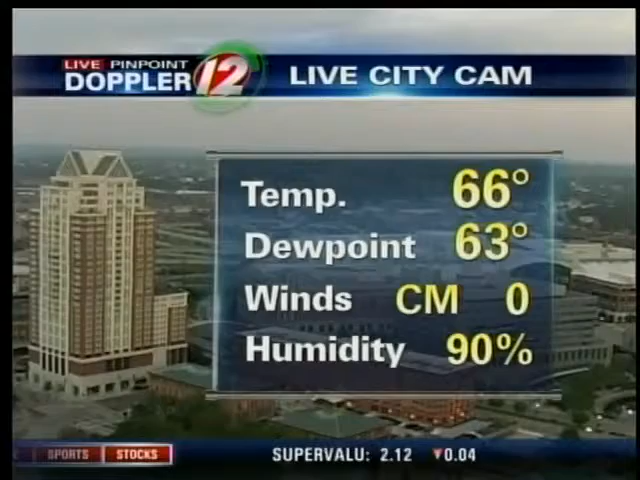 LIVE PINPOINT
DOPPLER 12
LIVE CITY CAM
Temp. 66°
Dewpoint 63°
Winds CM 0
Humidity 90%
SPORTS STOCKS SUPERVALU: 2.12 ▼0.04